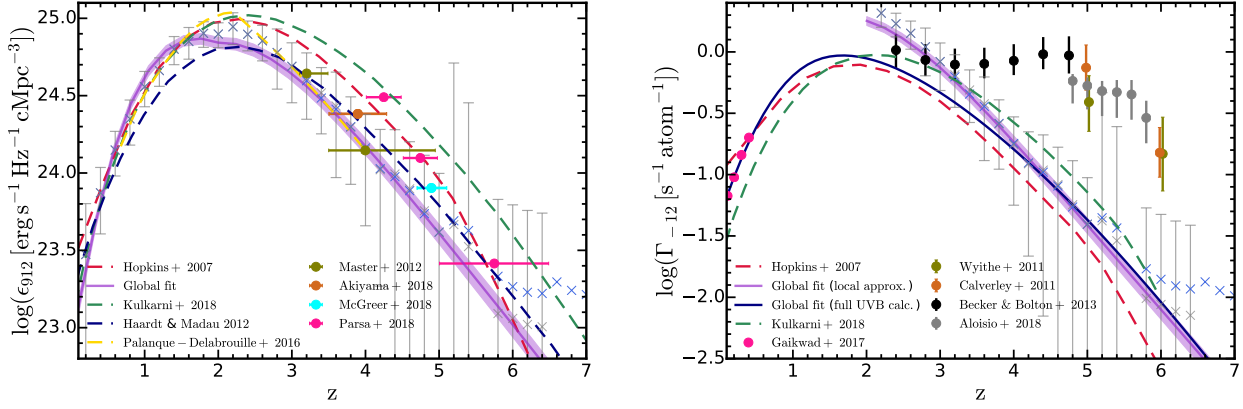 log(ϵ912 [erg s−1 Hz−1 cMpc−3])
25.0
24.5
24.0
23.5
23.0
Hopkins+ 2007
Global fit
Kulkarni+ 2018
Haardt & Madau 2012
Palanque−Delabrouille+ 2016
Master+ 2012
Akiyama+ 2018
McGreer+ 2018
Parsa+ 2018
1 2 3 4 5 6 7
z
log(Γ−12 [s−1 atom−1])
0.0
−0.5
−1.0
−1.5
−2.0
−2.5
Hopkins+ 2007
Global fit (local approx.)
Global fit (full UVB calc.)
Kulkarni+ 2018
Gaikwad+ 2017
Wyithe+ 2011
Calverley+ 2011
Becker & Bolton+ 2013
Aloisio+ 2018
1 2 3 4 5 6 7
z